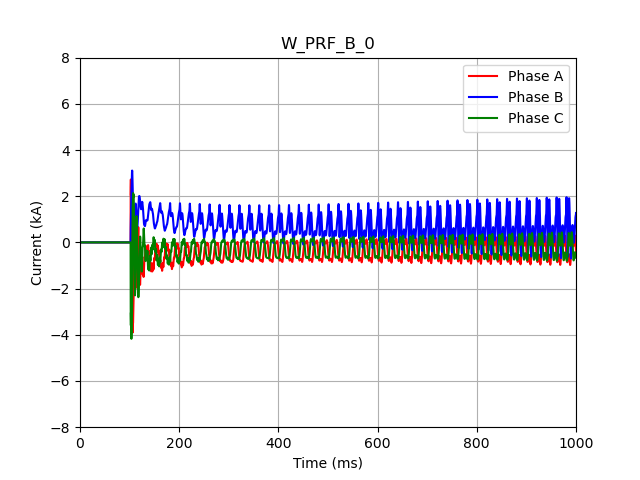 W_PRF_B_0
8
6
4
2
0
−2
−4
−6
−8
Current (kA)
Phase A
Phase B
Phase C
0
200
400
600
800
1000
Time (ms)